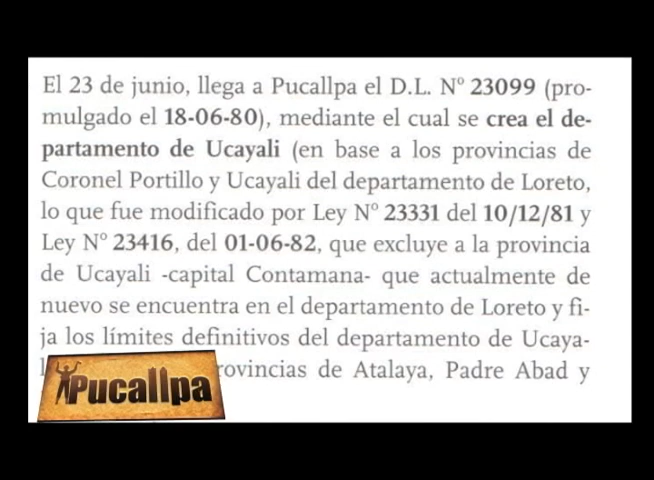 El 23 de junio, llega a Pucallpa el D.L. N° 23099 (pro-
mulgado el 18-06-80), mediante el cual se crea el de-
partamento de Ucayali (en base a los provincias de
Coronel Portillo y Ucayali del departamento de Loreto,
lo que fue modificado por Ley N° 23331 del 10/12/81 y
Ley N° 23416, del 01-06-82, que excluye a la provincia
de Ucayali -capital Contamana- que actualmente de
nuevo se encuentra en el departamento de Loreto y fi-
ja los límites definitivos del departamento de Ucaya-
rovincias de Atalaya, Padre Abad y
Pucallpa